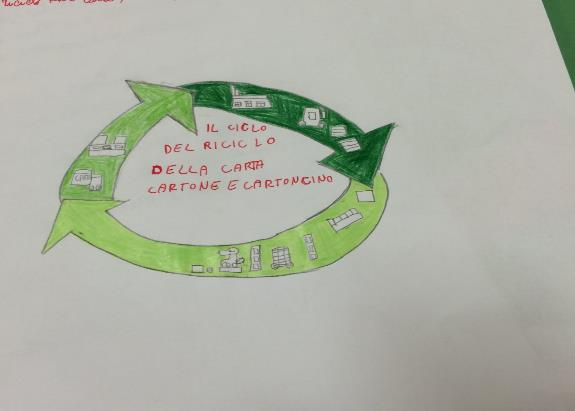 IL CICLO
DEL RICICLO
DELLA CARTA
CARTONE E CARTONCINO